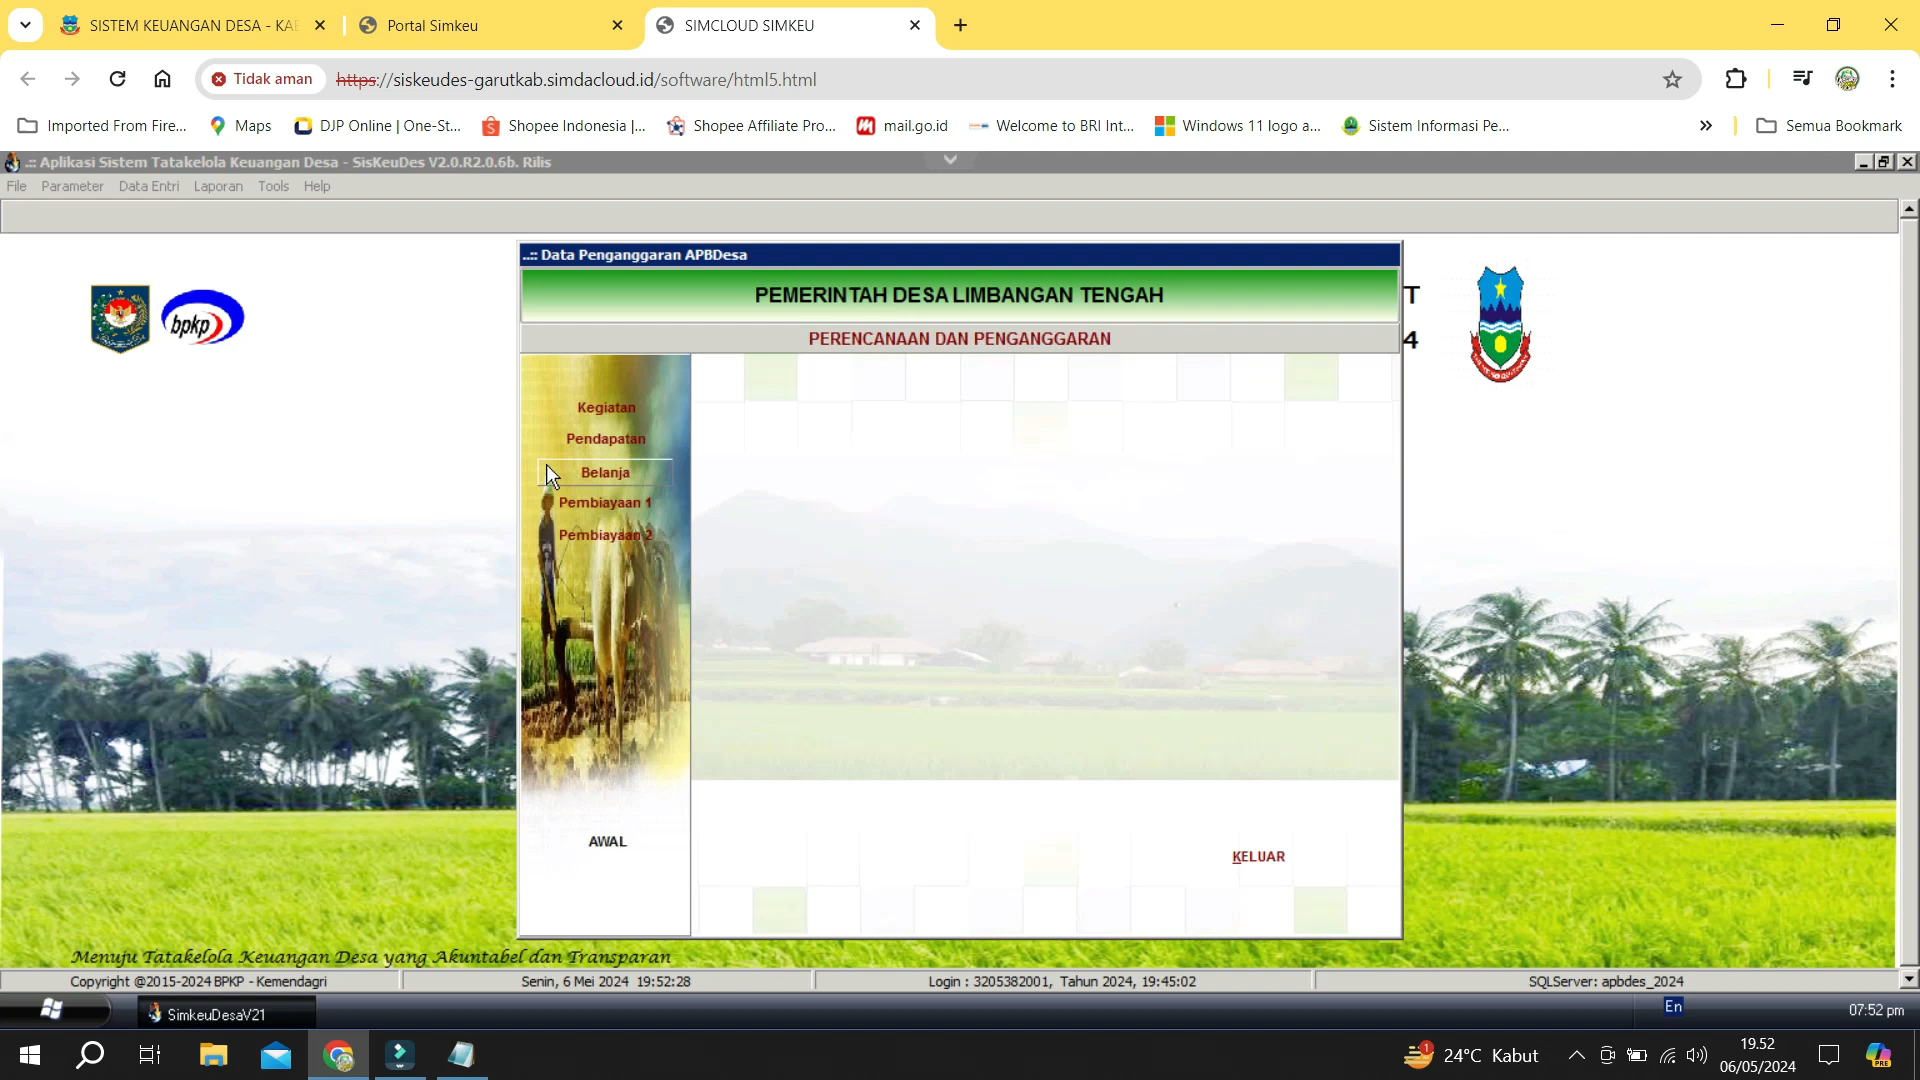 SISTEM KEUANGAN DESA - KAE
Portal Simkeu
SIMCLOUD SIMKEU
Tidak aman
https://siskeudes-garutkab.simdacloud.id/software/html5.html
Imported From Fire...
Maps
DJP Online | One-St...
Shopee Indonesia |...
Shopee Affiliate Pro...
mail.go.id
Welcome to BRI Int...
Windows 11 logo a...
Sistem Informasi Pe...
Semua Bookmark
.:: Aplikasi Sistem Tatakelola Keuangan Desa - SisKeuDes V2.0.R2.0.6b. Rilis
File Parameter Data Entri Laporan Tools Help
bpkp
..:: Data Penganggaran APBDesa
PEMERINTAH DESA LIMBANGAN TENGAH
T
PERENCANAAN DAN PENGANGGARAN
4
Kegiatan
Pendapatan
Belanja
Pembiayaan 1
Pembiayaan 2
AWAL
KELUAR
Menuju Tatakelola Keuangan Desa yang Akuntabel dan Transparan
Copyright @2015-2024 BPKP - Kemendagri
Senin, 6 Mei 2024 19:52:28
Login : 3205382001, Tahun 2024, 19:45:02
SQLServer: apbdes_2024
SimkeuDesaV21
En
07:52 pm
1
24°C Kabut
19.52
06/05/2024
PRE